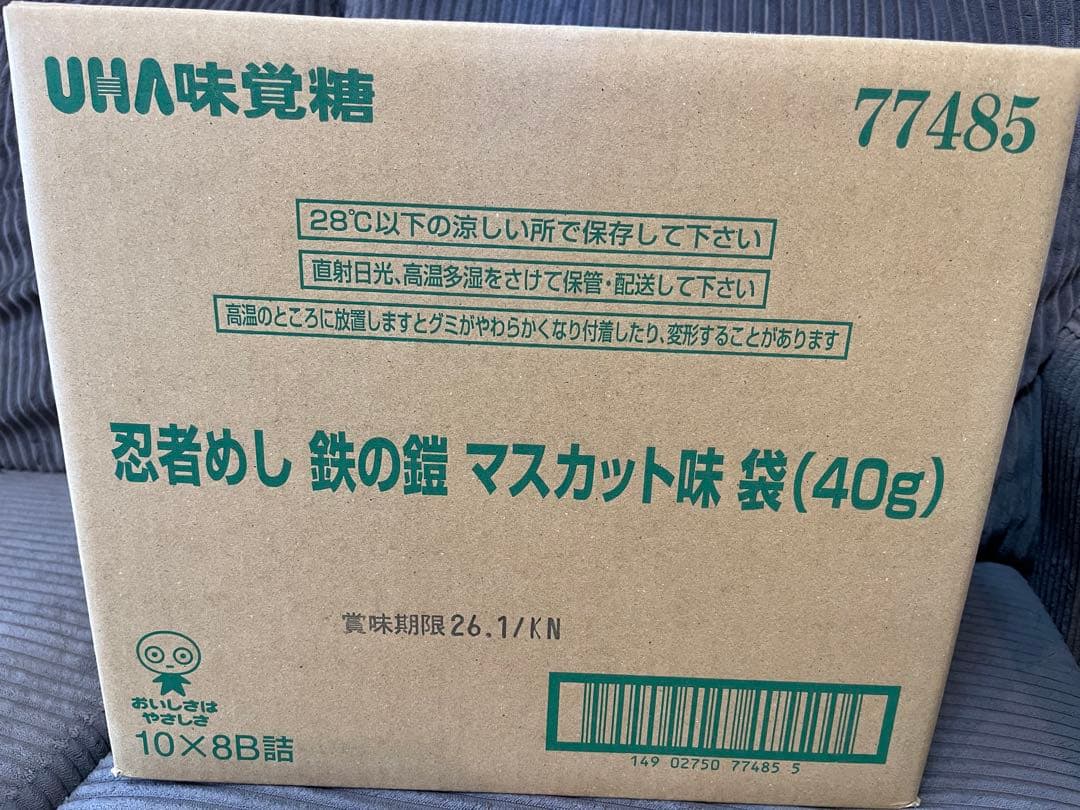 UHA味覚糖
77485
28℃以下の涼しい所で保存して下さい
直射日光、高温多湿をさけて保管・配送して下さい
高温のところに放置しますとグミがやわらかくなり付着したり、変形することがあります
忍者めし 鉄の鎧 マスカット味 袋(40g)
賞味期限26.1/KN
おいしさは
やさしさ
10×8B詰
149 02750 77485 5